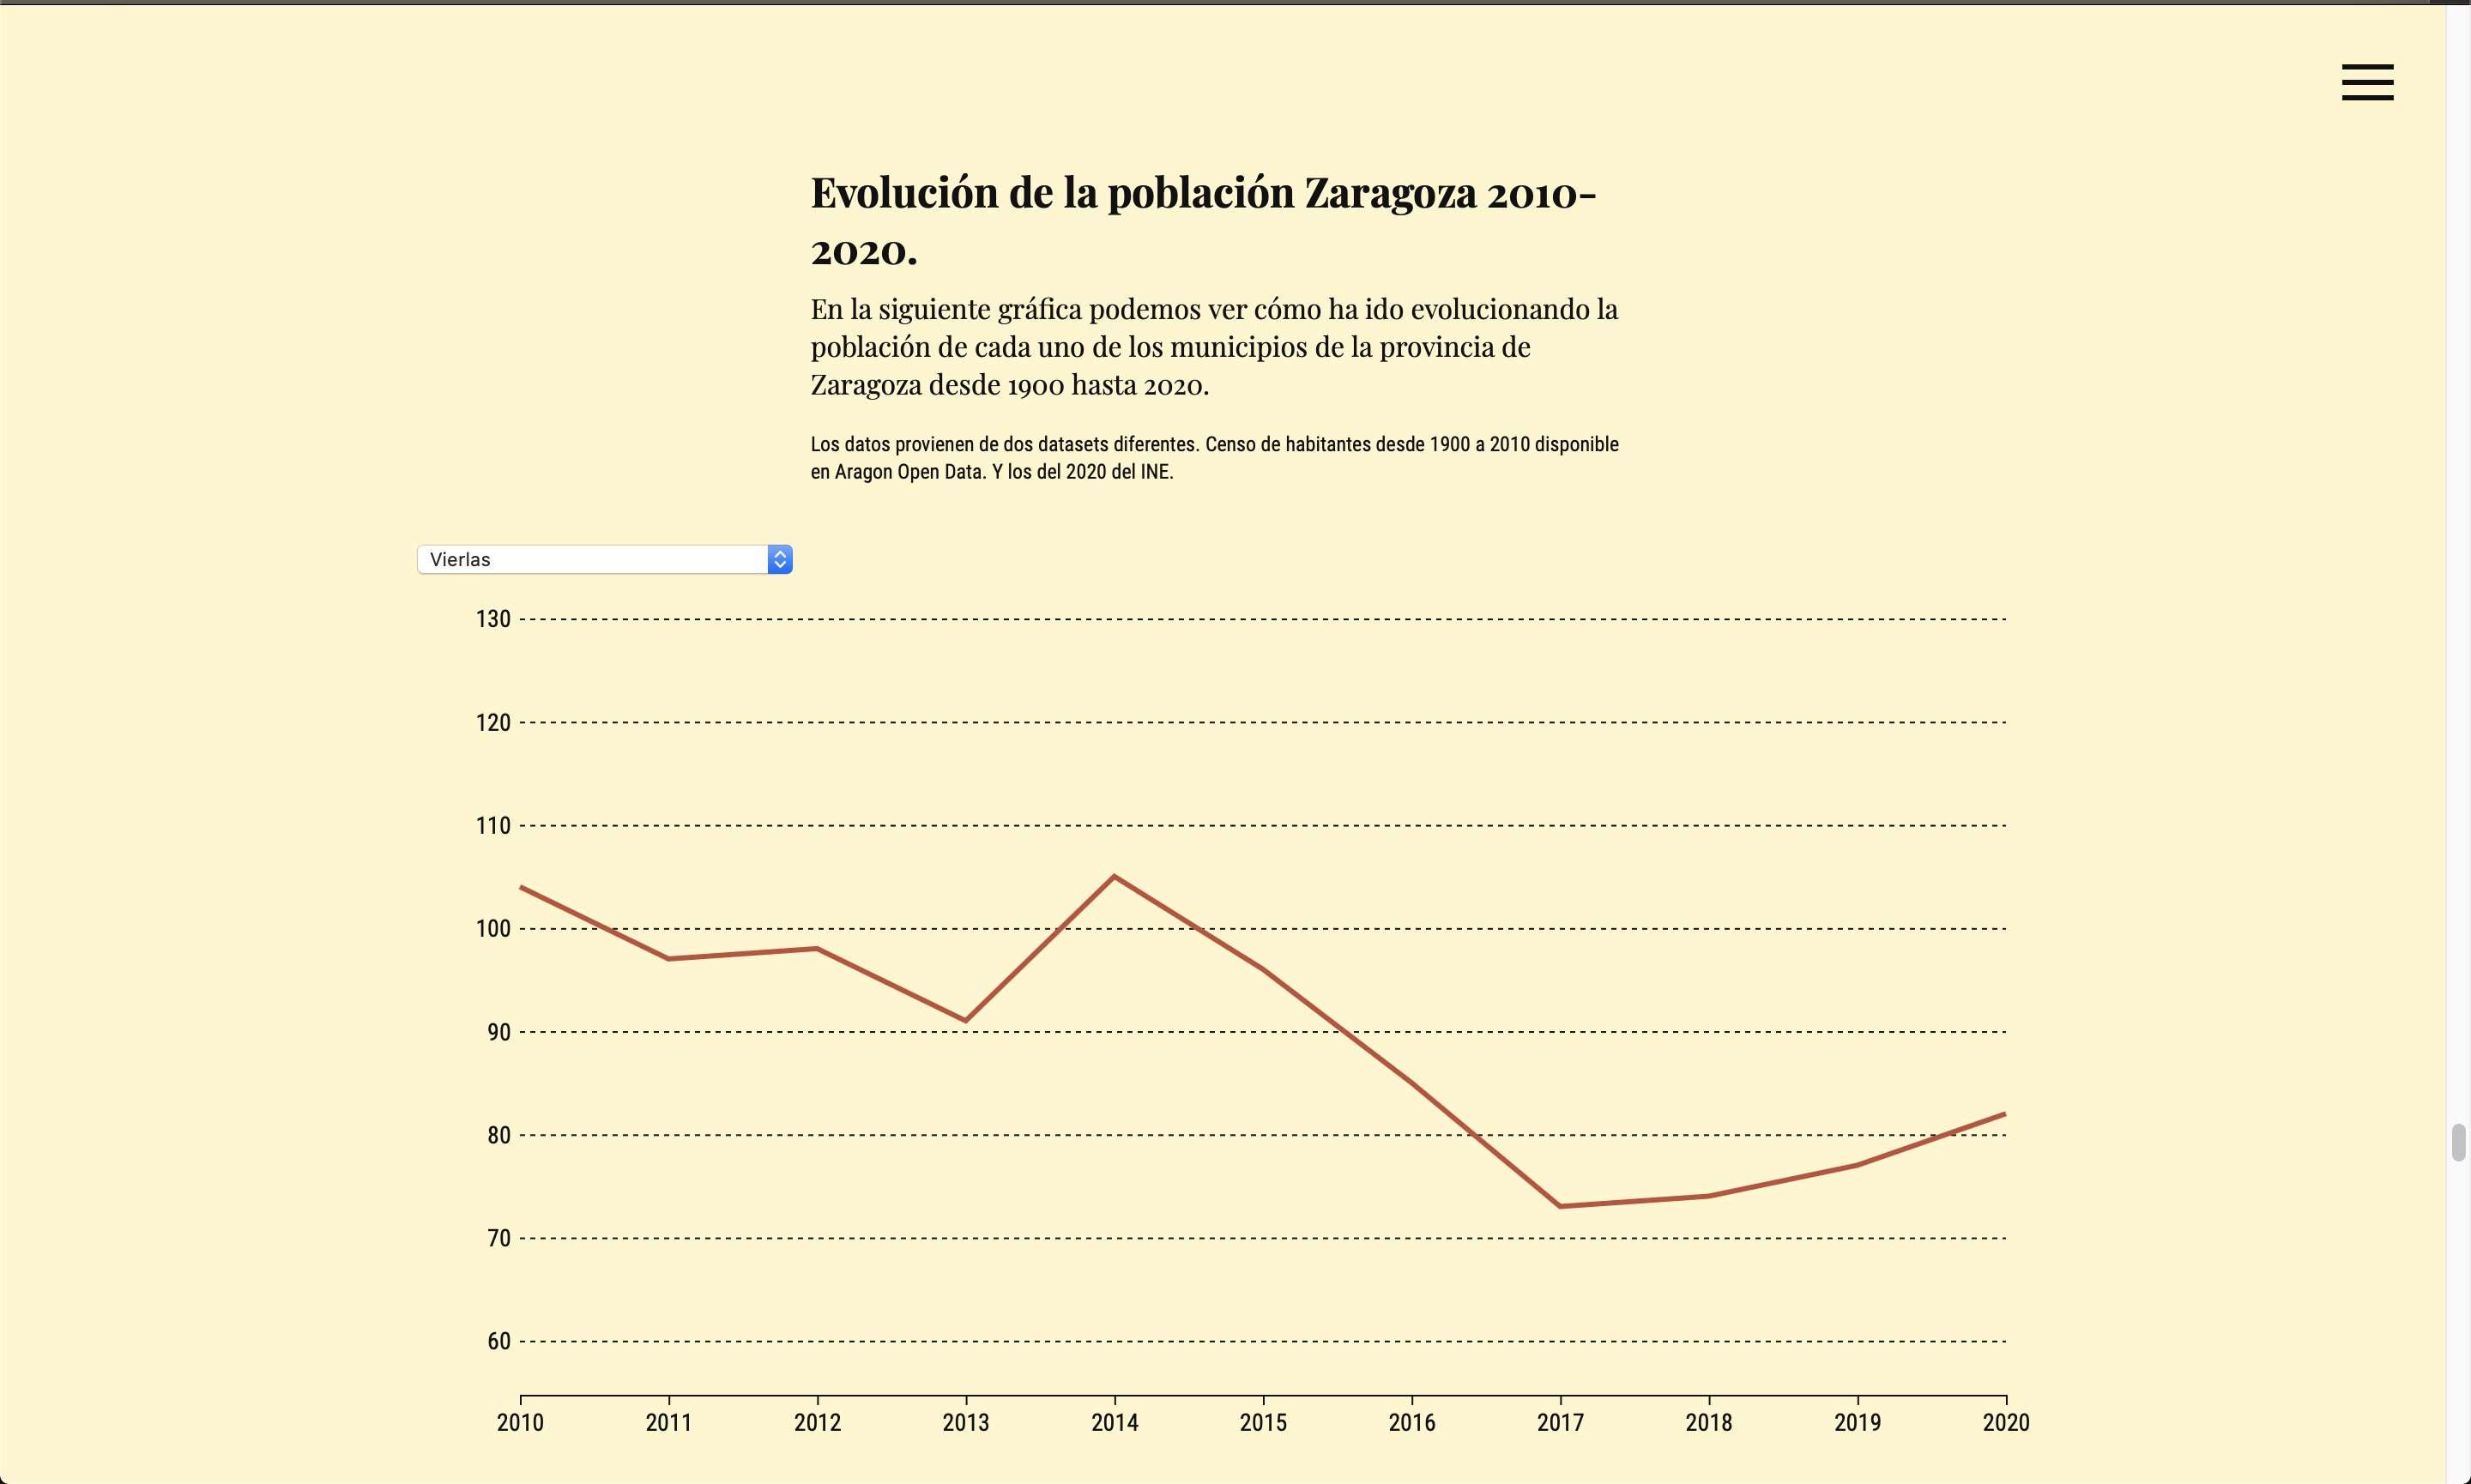 Evolución de la población Zaragoza 2010-
2020.
En la siguiente gráfica podemos ver cómo ha ido evolucionando la
población de cada uno de los municipios de la provincia de
Zaragoza desde 1900 hasta 2020.
Los datos provienen de dos datasets diferentes. Censo de habitantes desde 1900 a 2010 disponible
en Aragon Open Data. Y los del 2020 del INE.
Vierlas
130
120
110
100
90
80
70
60
2010 2011 2012 2013 2014 2015 2016 2017 2018 2019 2020